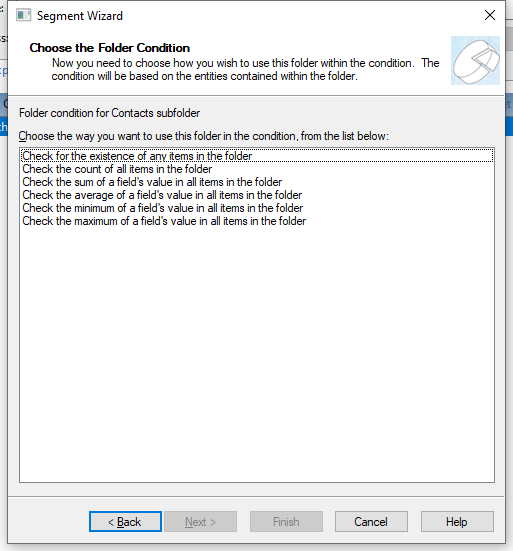 Segment Wizard
Choose the Folder Condition
Now you need to choose how you wish to use this folder within the condition. The
condition will be based on the entities contained within the folder.
Folder condition for Contacts subfolder
Choose the way you want to use this folder in the condition, from the list below:
Check for the existence of any items in the folder
Check the count of all items in the folder
Check the sum of a field's value in all items in the folder
Check the average of a field's value in all items in the folder
Check the minimum of a field's value in all items in the folder
Check the maximum of a field's value in all items in the folder
< Back
Next >
Finish
Cancel
Help